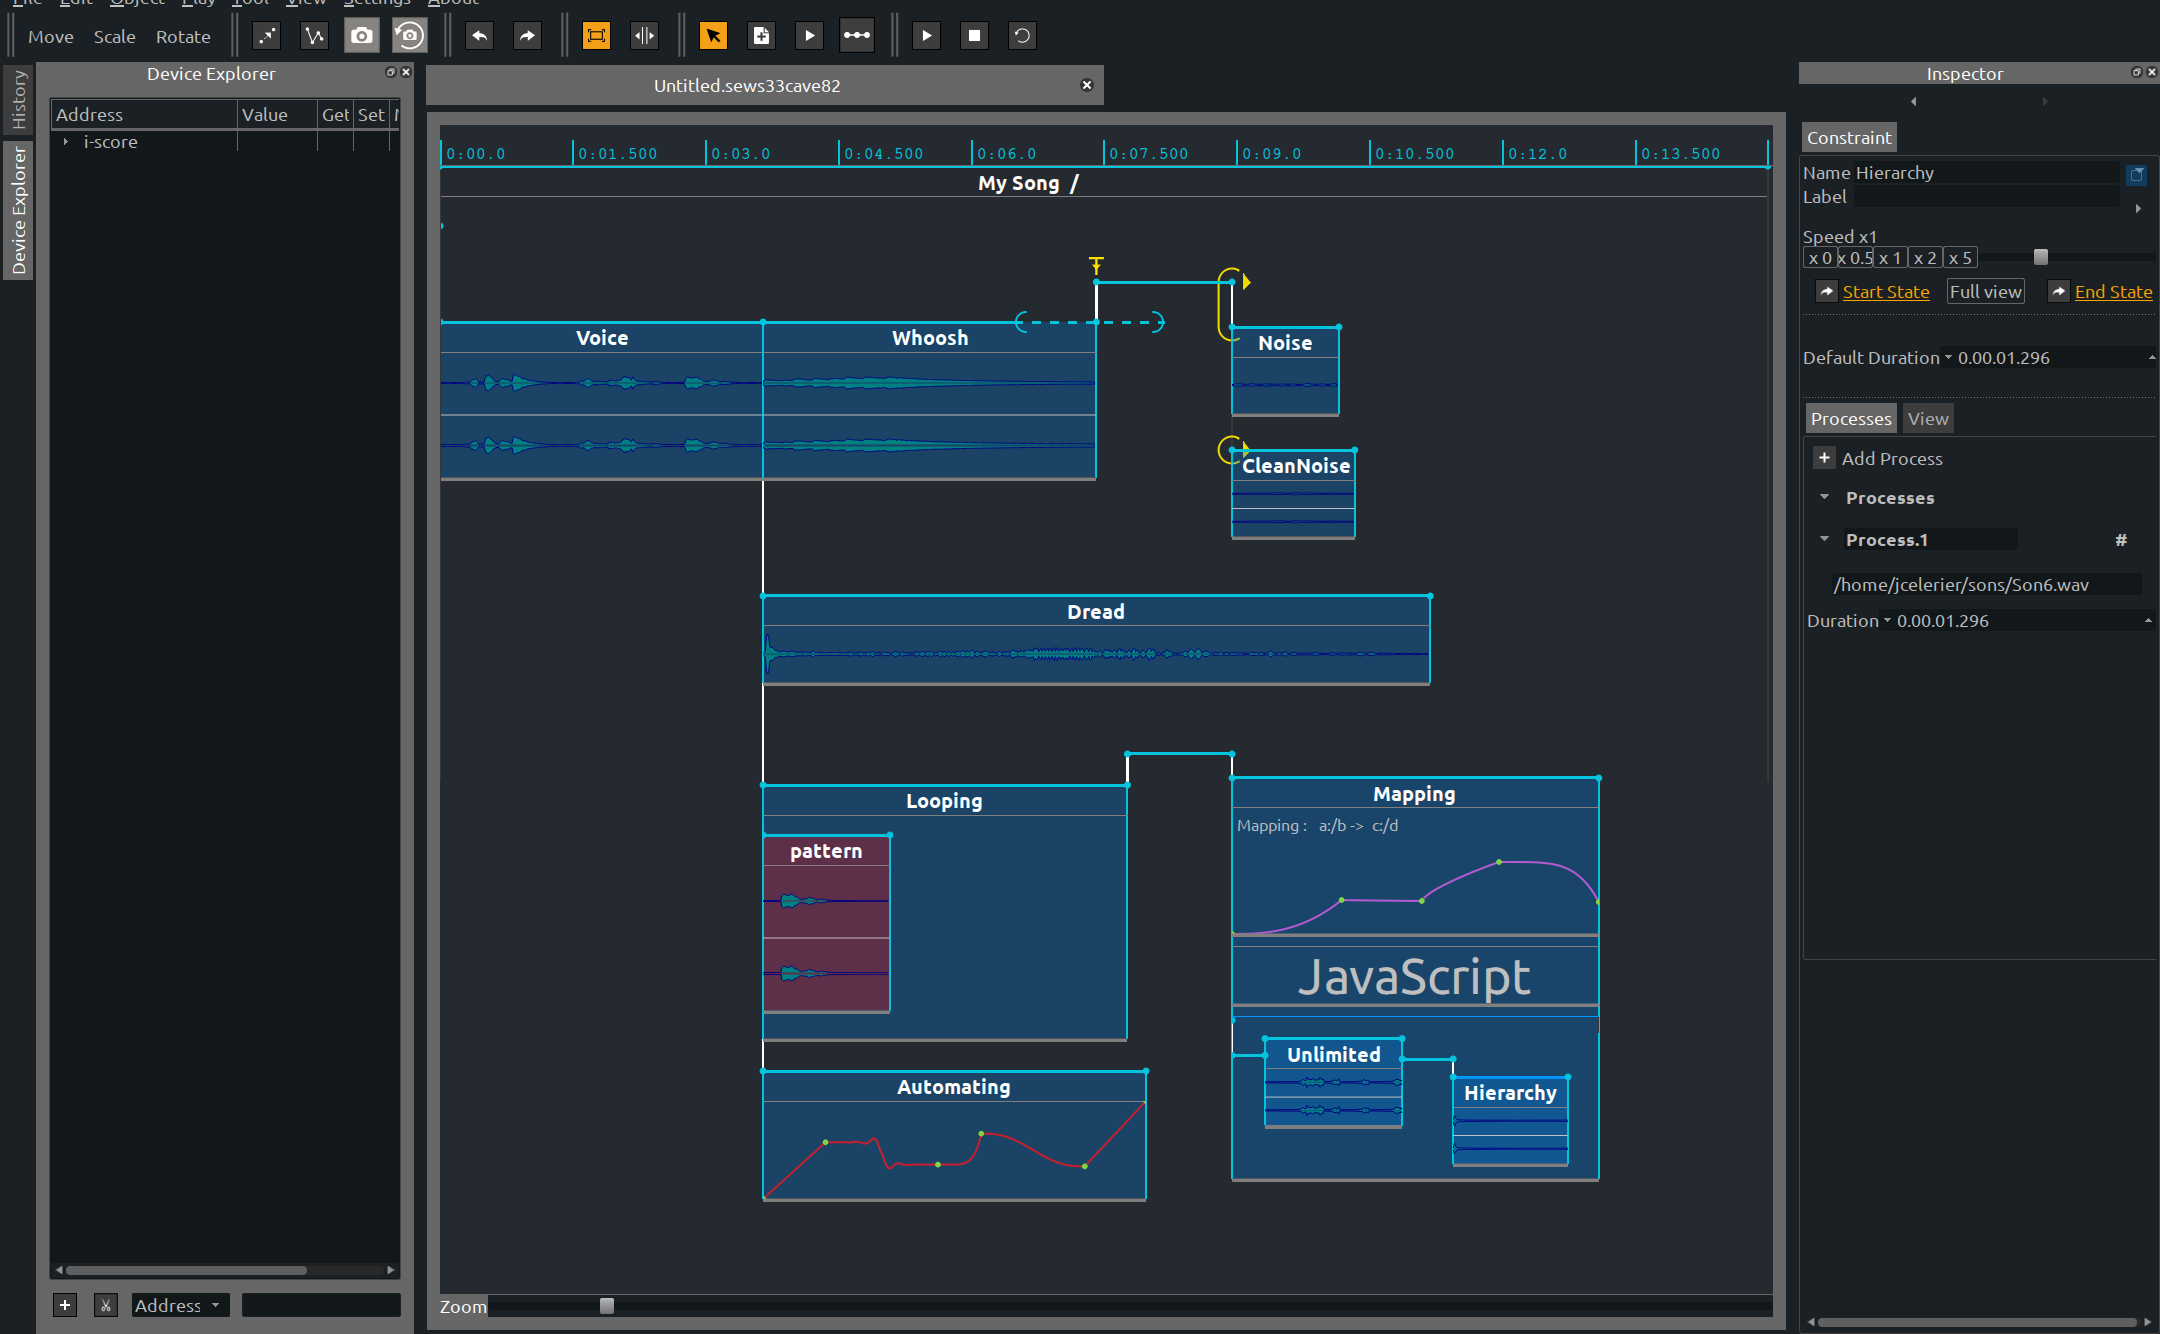 File Edit Object Play Tool View Settings About
Move Scale Rotate
History
Device Explorer
Device Explorer
Address Value Get Set
i-score
Address
Untitled.sews33cave82
0:00.0 0:01.500 0:03.0 0:04.500 0:06.0 0:07.500 0:09.0 0:10.500 0:12.0 0:13.500
My Song /
Voice
Whoosh
Noise
CleanNoise
Dread
Looping
pattern
Automating
Mapping
Mapping : a:/b -> c:/d
JavaScript
Unlimited
Hierarchy
Zoom
Inspector
Constraint
Name Hierarchy
Label
Speed x1
x 0 x 0.5 x 1 x 2 x 5
Start State Full view End State
Default Duration 0.00.01.296
Processes View
+ Add Process
Processes
Process.1 #
/home/jcelerier/sons/Son6.wav
Duration 0.00.01.296